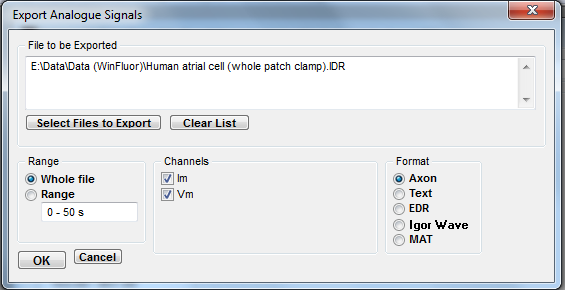 Export Analogue Signals
File to be Exported
E:\Data\Data (WinFluor)\Human atrial cell (whole patch clamp).IDR
Select Files to Export Clear List
Range Channels Format
Whole file Im Axon
Range Vm Text
0 - 50 s EDR
Igor Wave
MAT
OK Cancel